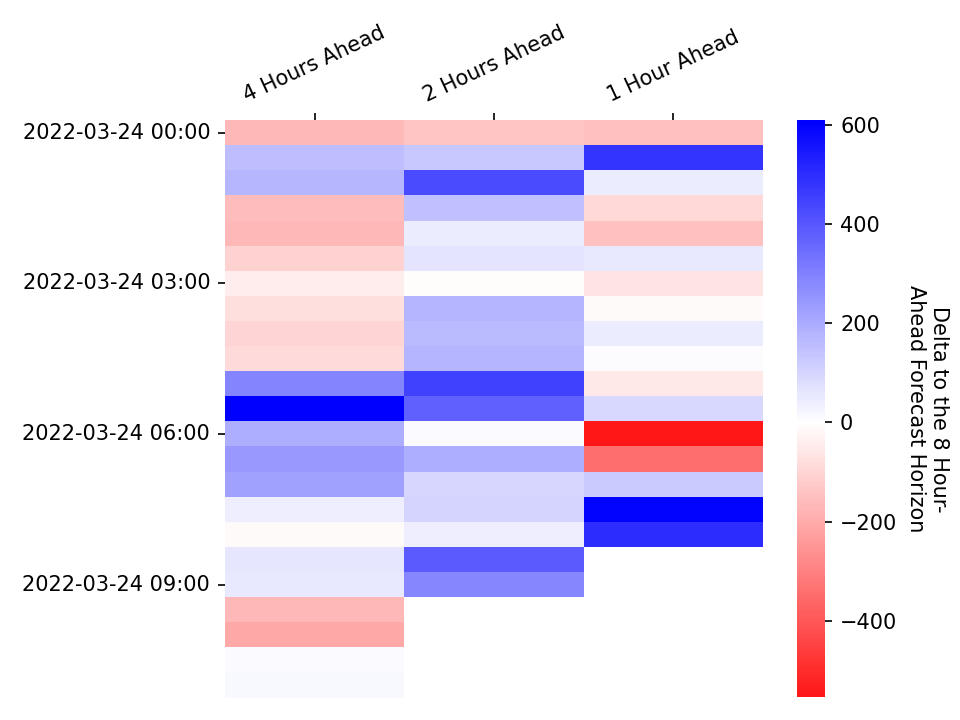 4 Hours Ahead
2 Hours Ahead
1 Hour Ahead
2022-03-24 00:00
2022-03-24 03:00
2022-03-24 06:00
2022-03-24 09:00
600
400
200
0
−200
−400
Delta to the 8 Hour-
Ahead Forecast Horizon